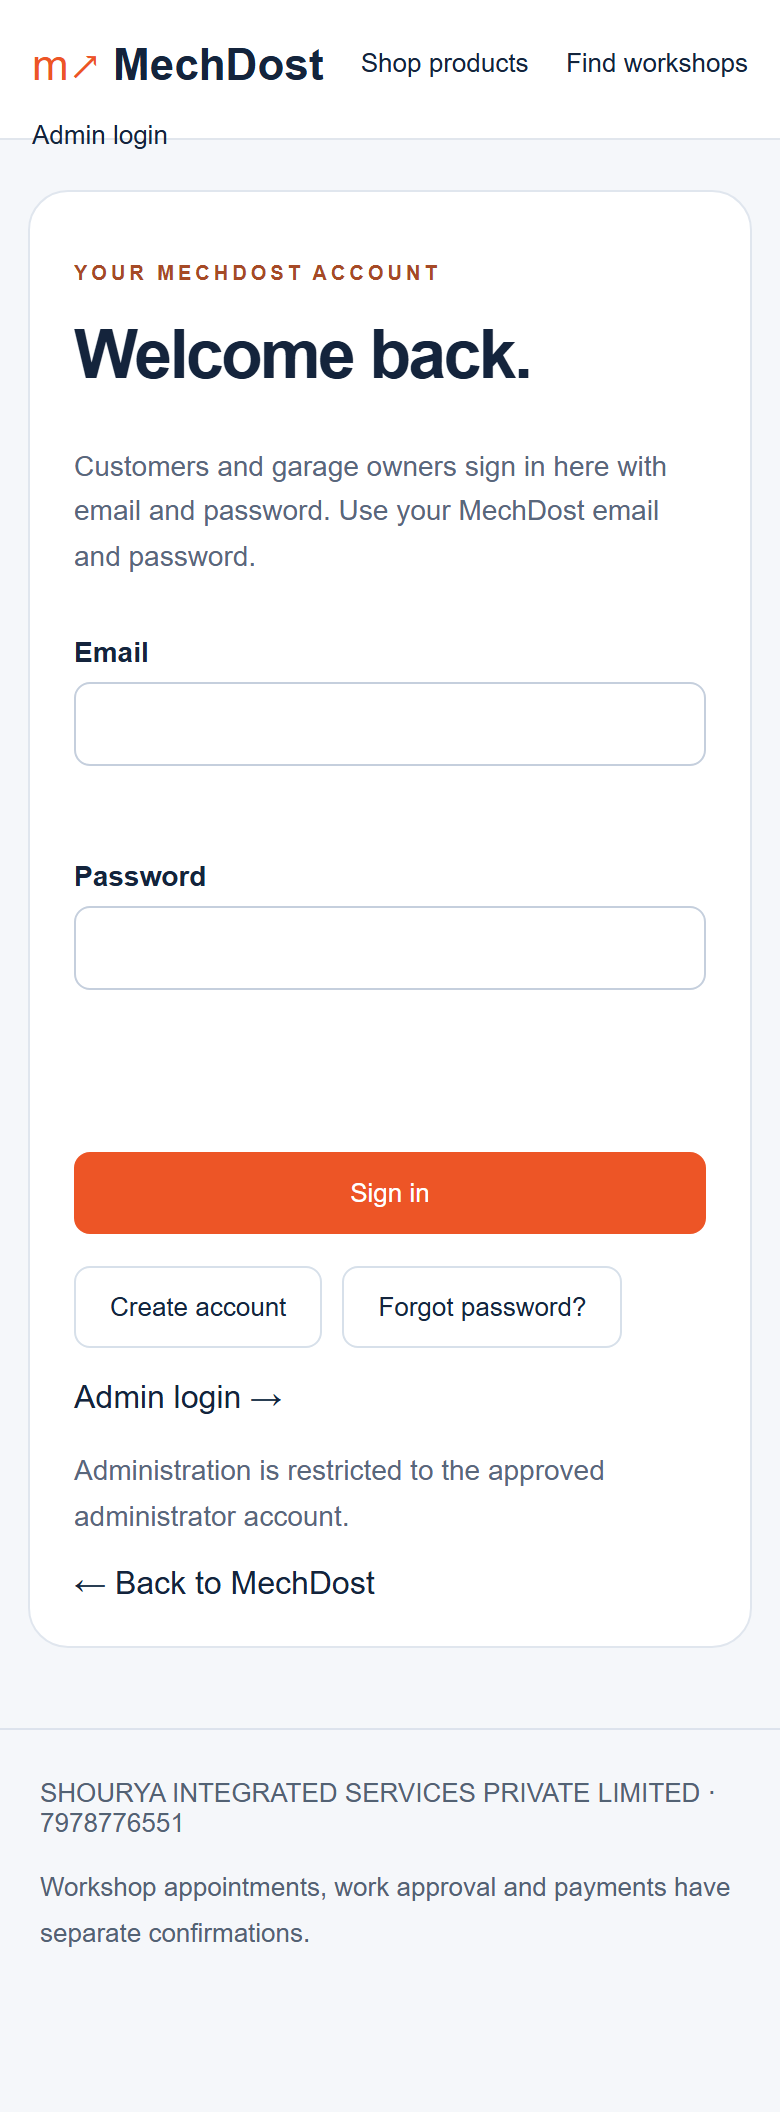 m↗ MechDost Shop products Find workshops
Admin login
YOUR MECHDOST ACCOUNT
Welcome back.
Customers and garage owners sign in here with
email and password. Use your MechDost email
and password.
Email
Password
Sign in
Create account Forgot password?
Admin login →
Administration is restricted to the approved
administrator account.
← Back to MechDost
SHOURYA INTEGRATED SERVICES PRIVATE LIMITED ·
7978776551
Workshop appointments, work approval and payments have
separate confirmations.